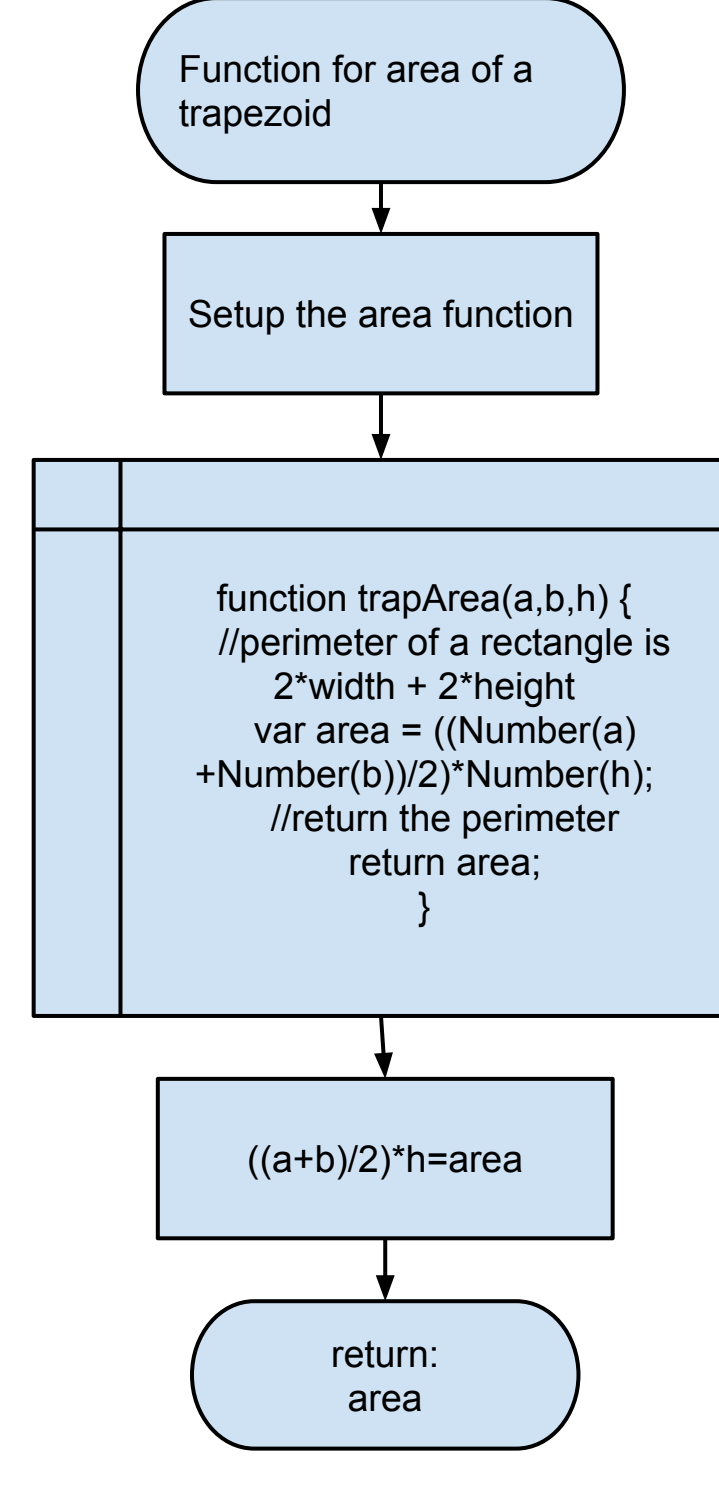 Function for area of a
trapezoid
Setup the area function
function trapArea(a,b,h) {
//perimeter of a rectangle is
2*width + 2*height
var area = ((Number(a)
+Number(b))/2)*Number(h);
//return the perimeter
return area;
}
((a+b)/2)*h=area
return:
area